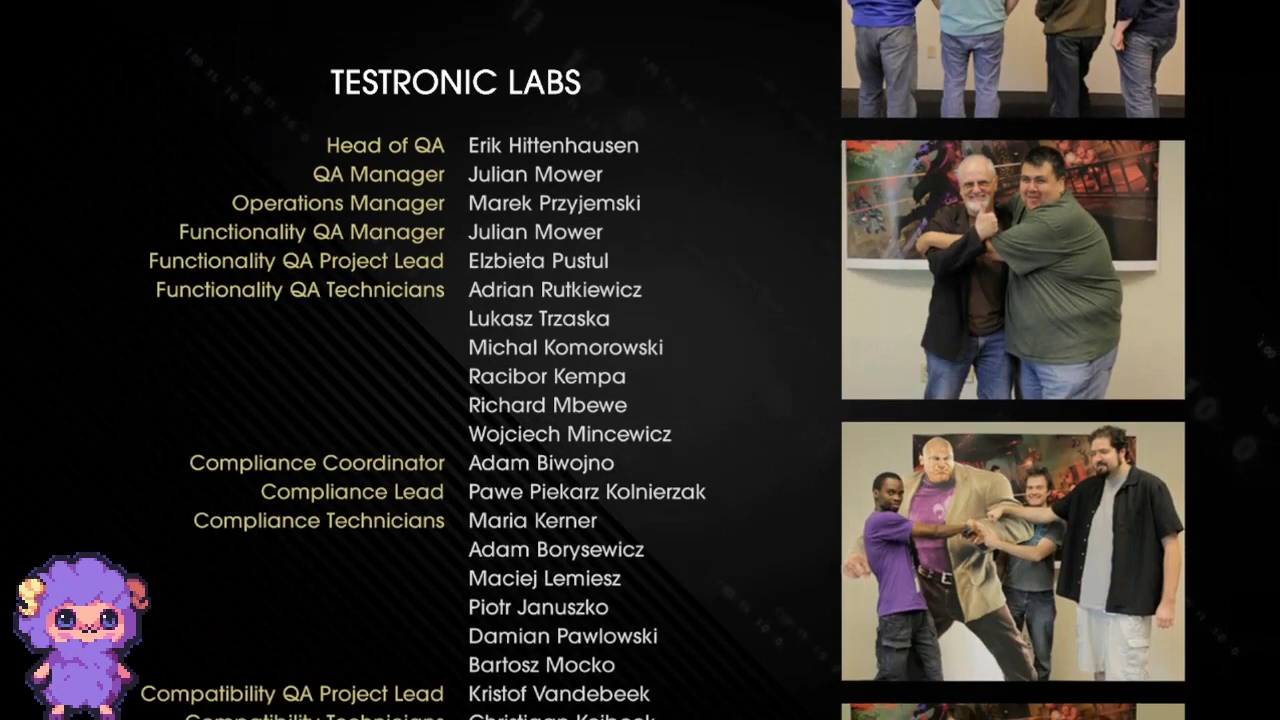 TESTRONIC LABS
Head of QA Erik Hittenhausen
QA Manager Julian Mower
Operations Manager Marek Przyjemski
Functionality QA Manager Julian Mower
Functionality QA Project Lead Elzbieta Pustul
Functionality QA Technicians Adrian Rutkiewicz
Lukasz Trzaska
Michal Komorowski
Racibor Kempa
Richard Mbewe
Wojciech Mincewicz
Compliance Coordinator Adam Biwojno
Compliance Lead Pawe Piekarz Kolnierzak
Compliance Technicians Maria Kerner
Adam Borysewicz
Maciej Lemiesz
Piotr Januszko
Damian Pawlowski
Bartosz Mocko
Compatibility QA Project Lead Kristof Vandebeek
Compatibility Technicians Christiaan